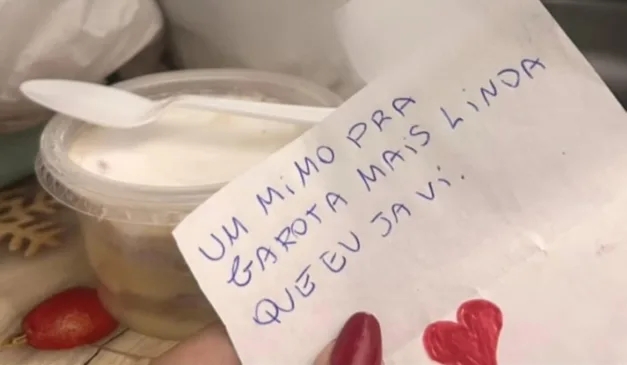 UM MIMO PRA
GAROTA MAIS LINDA
QUE EU JA VI.